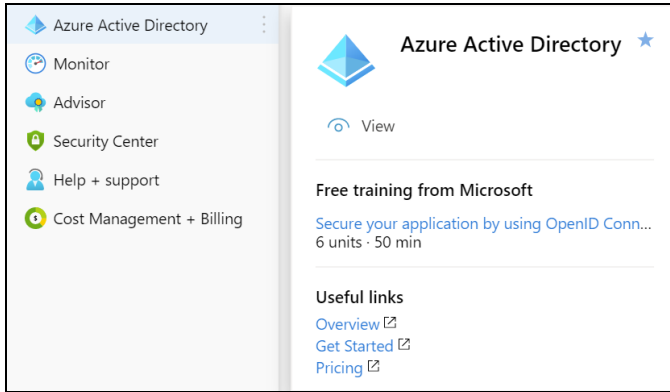 Azure Active Directory
Monitor
Advisor
Security Center
Help + support
Cost Management + Billing
Azure Active Directory
View
Free training from Microsoft
Secure your application by using OpenID Conn...
6 units · 50 min
Useful links
Overview
Get Started
Pricing